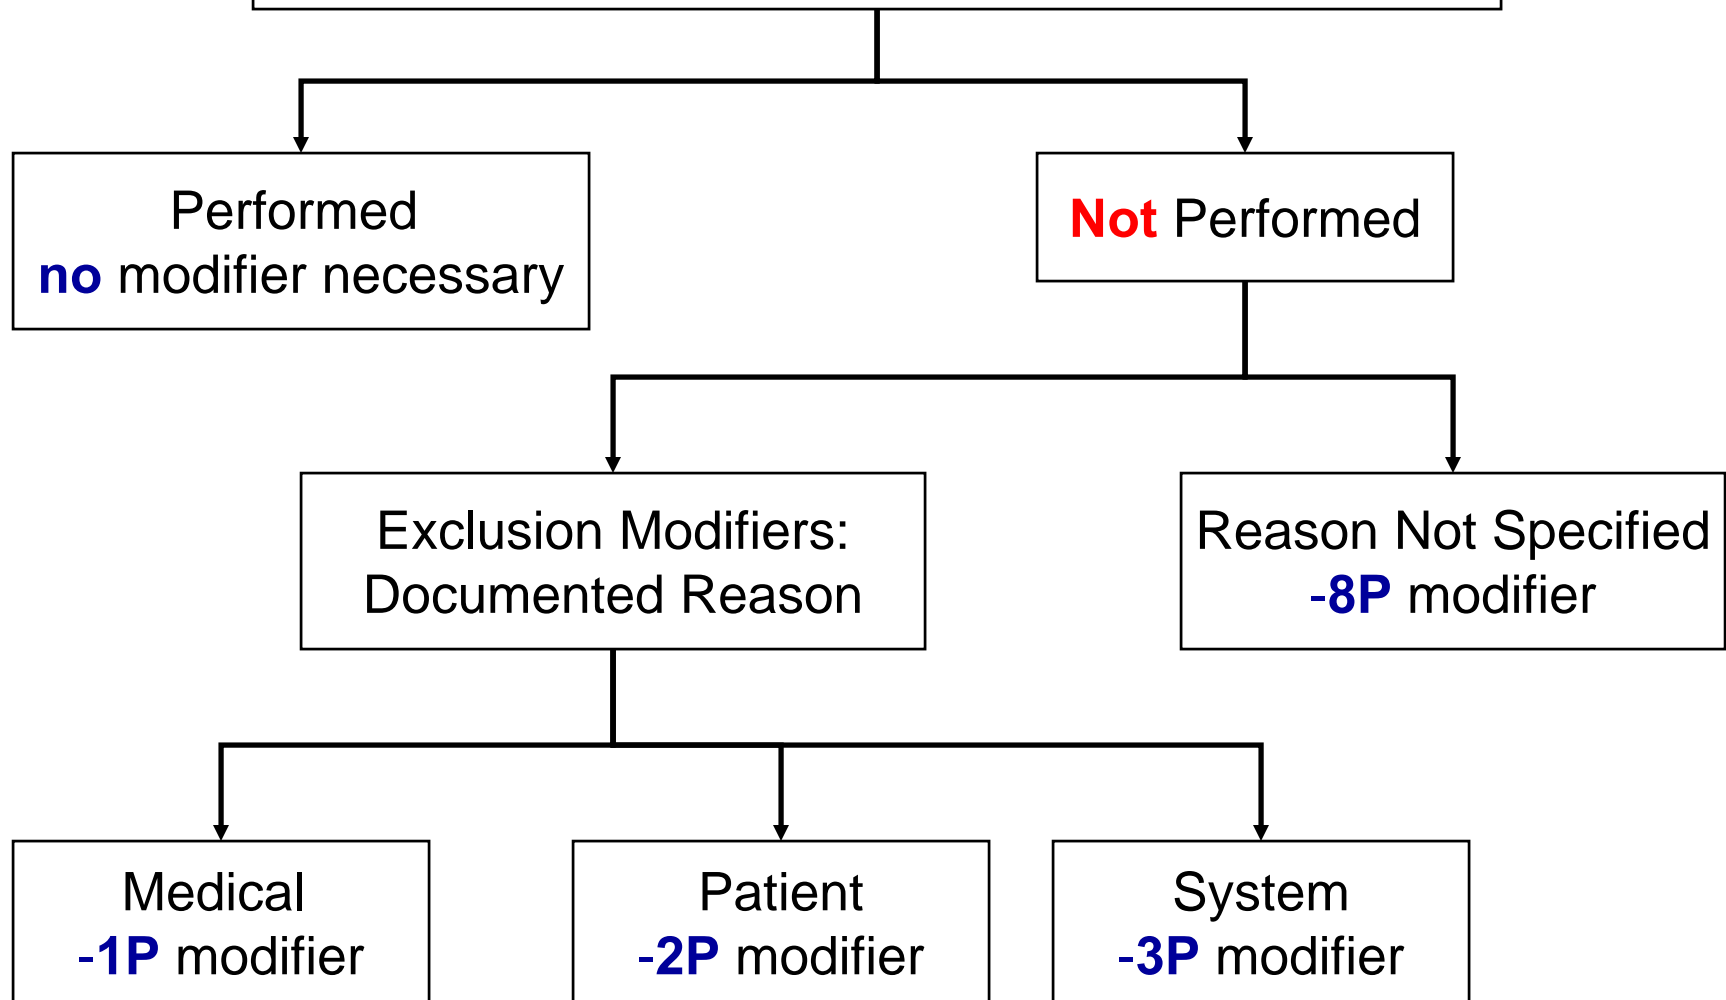 Performed
no modifier necessary
Not Performed
Exclusion Modifiers:
Documented Reason
Reason Not Specified
-8P modifier
Medical
-1P modifier
Patient
-2P modifier
System
-3P modifier